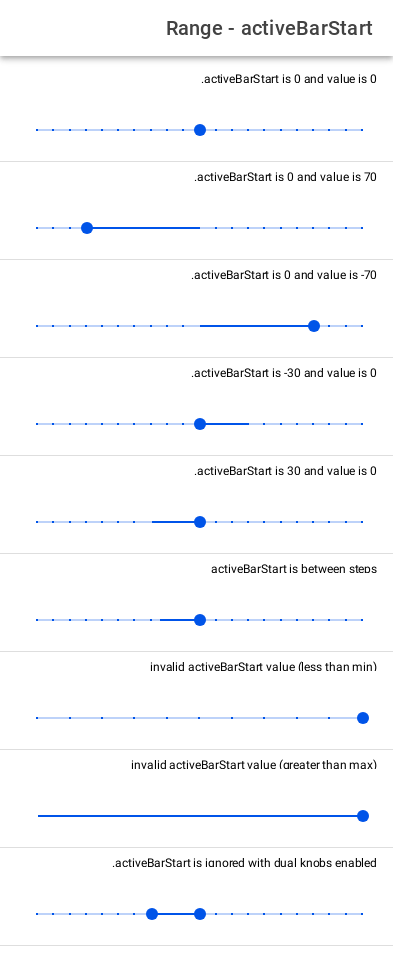 Range - activeBarStart
.activeBarStart is 0 and value is 0
.activeBarStart is 0 and value is 70
.activeBarStart is 0 and value is -70
.activeBarStart is -30 and value is 0
.activeBarStart is 30 and value is 0
activeBarStart is between steps
invalid activeBarStart value (less than min)
invalid activeBarStart value (greater than max)
.activeBarStart is ignored with dual knobs enabled